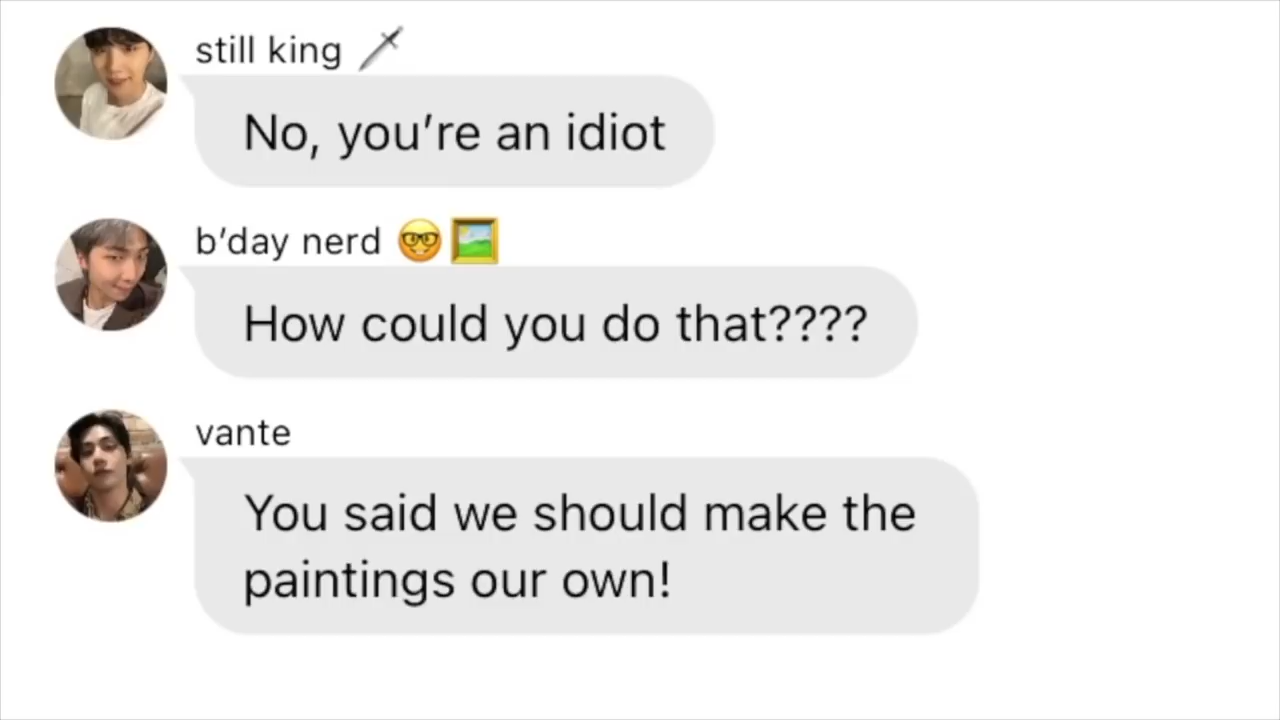 still king 🗡️
No, you’re an idiot
b’day nerd 🤓🖼️
How could you do that????
vante
You said we should make the
paintings our own!